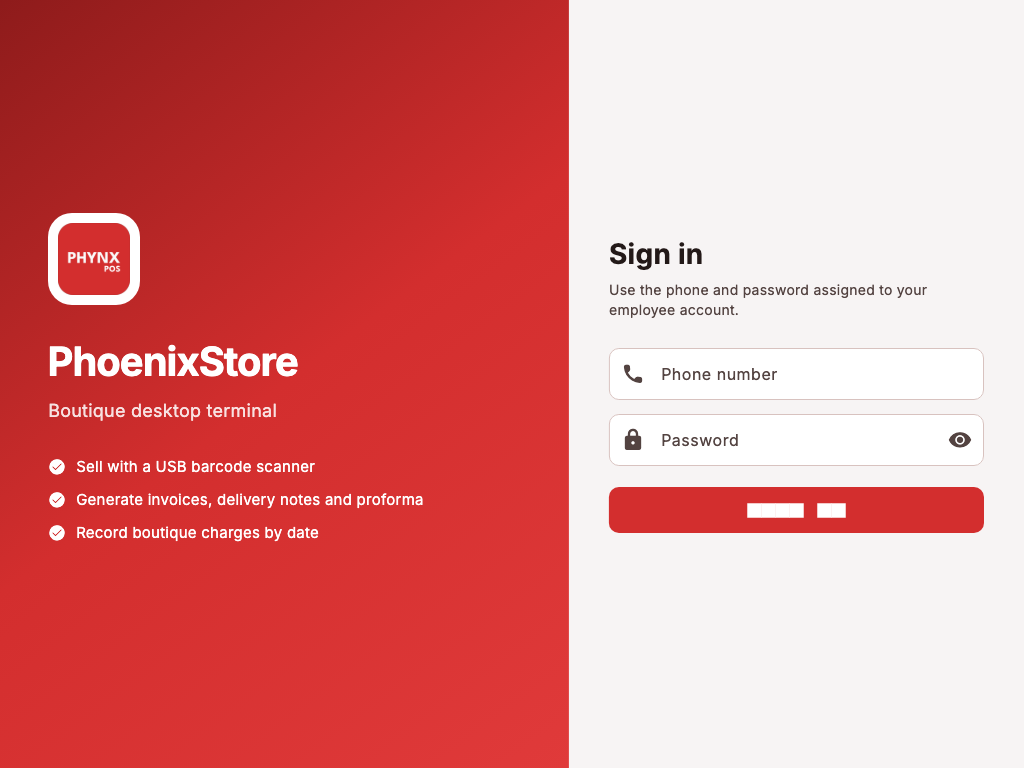 PHYNX
POS
PhoenixStore
Boutique desktop terminal
Sell with a USB barcode scanner
Generate invoices, delivery notes and proforma
Record boutique charges by date
Sign in
Use the phone and password assigned to your
employee account.
Phone number
Password